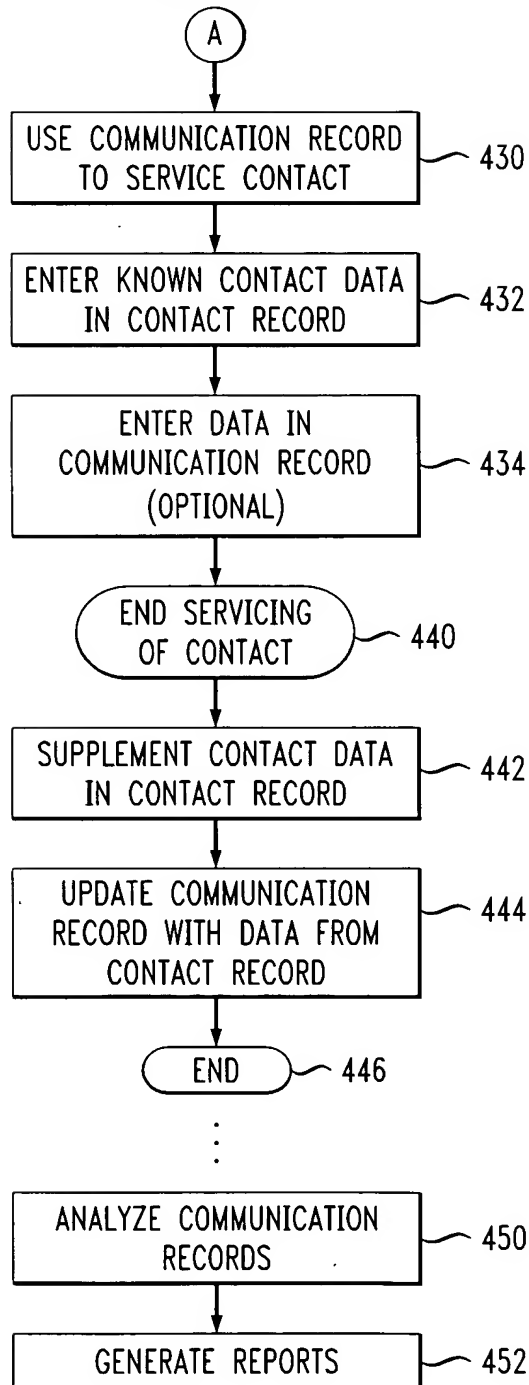 A
USE COMMUNICATION RECORD
TO SERVICE CONTACT
430
ENTER KNOWN CONTACT DATA
IN CONTACT RECORD
432
ENTER DATA IN
COMMUNICATION RECORD
(OPTIONAL)
434
END SERVICING
OF CONTACT
440
SUPPLEMENT CONTACT DATA
IN CONTACT RECORD
442
UPDATE COMMUNICATION
RECORD WITH DATA FROM
CONTACT RECORD
444
END
446
ANALYZE COMMUNICATION
RECORDS
450
GENERATE REPORTS
452